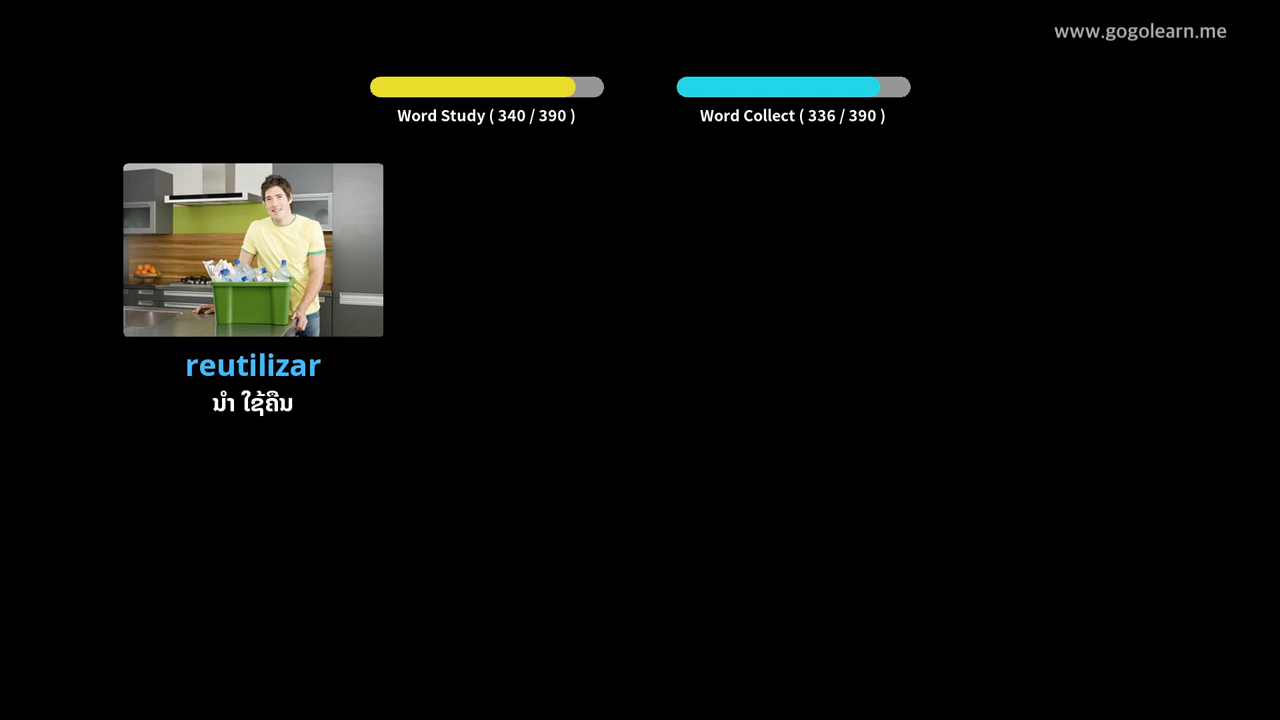 www.gogolearn.me
Word Study ( 340 / 390 )
Word Collect ( 336 / 390 )
reutilizar
ນຳ ໃຊ້ຄືນ